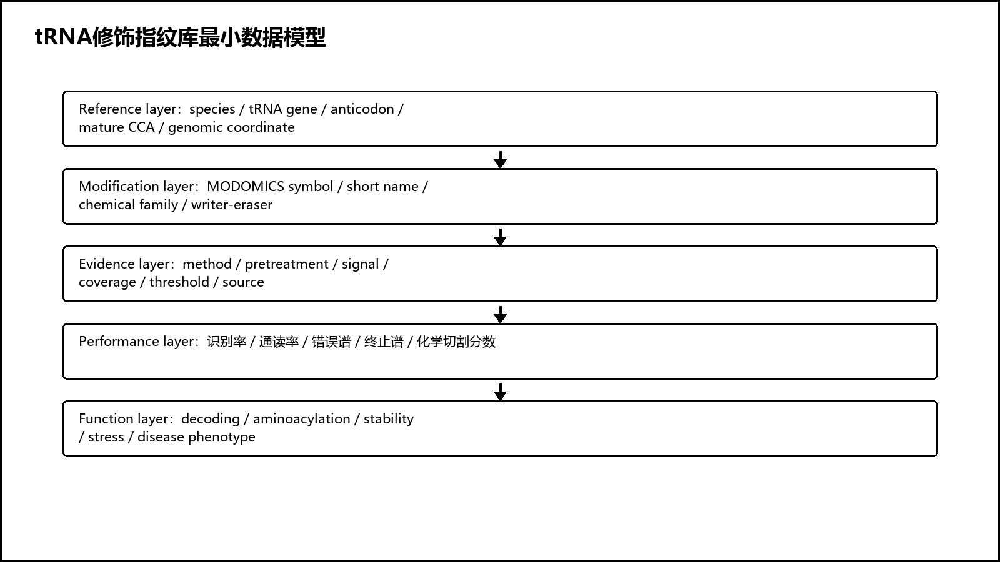 tRNA修饰指纹库最小数据模型
Reference layer：species / tRNA gene / anticodon /
mature CCA / genomic coordinate
Modification layer：MODOMICS symbol / short name /
chemical family / writer-eraser
Evidence layer：method / pretreatment / signal /
coverage / threshold / source
Performance layer：识别率 / 通读率 / 错误谱 / 终止谱 / 化学切割分数
Function layer：decoding / aminoacylation / stability
/ stress / disease phenotype